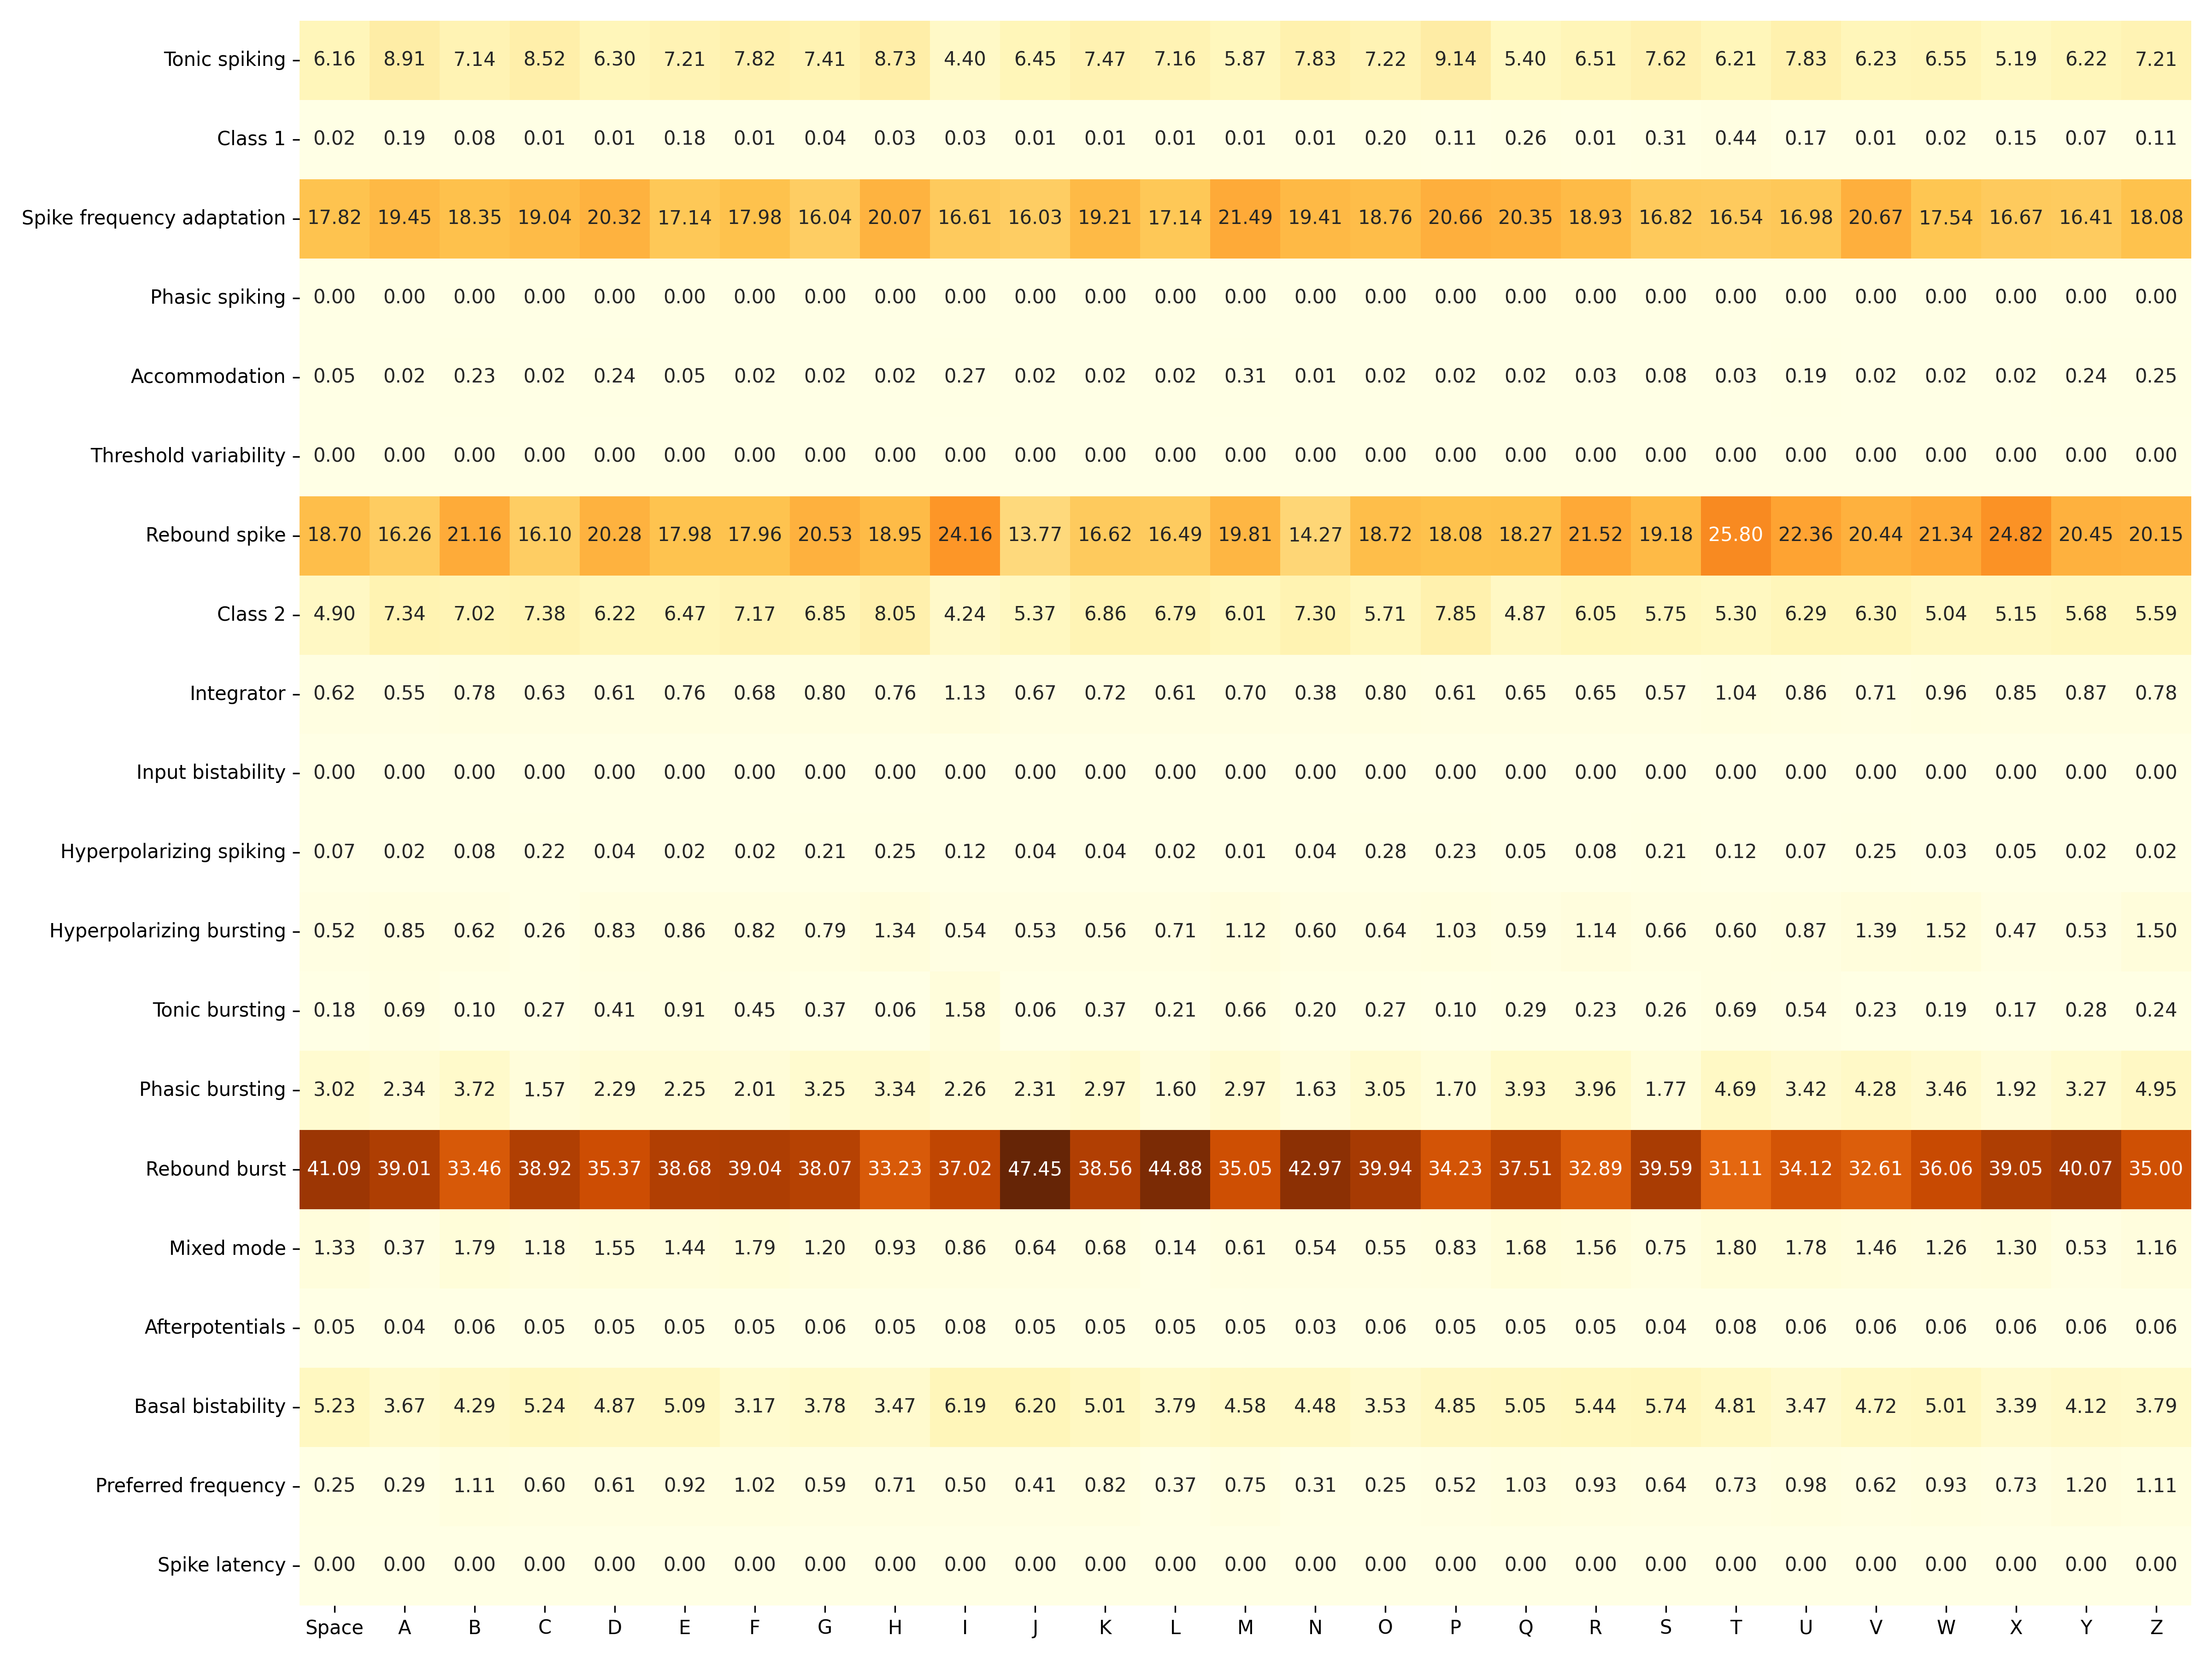 Tonic spiking 6.16 8.91 7.14 8.52 6.30 7.21 7.82 7.41 8.73 4.40 6.45 7.47 7.16 5.87 7.83 7.22 9.14 5.40 6.51 7.62 6.21 7.83 6.23 6.55 5.19 6.22 7.21
Class 1 0.02 0.19 0.08 0.01 0.01 0.18 0.01 0.04 0.03 0.03 0.01 0.01 0.01 0.01 0.01 0.20 0.11 0.26 0.01 0.31 0.44 0.17 0.01 0.02 0.15 0.07 0.11
Spike frequency adaptation 17.82 19.45 18.35 19.04 20.32 17.14 17.98 16.04 20.07 16.61 16.03 19.21 17.14 21.49 19.41 18.76 20.66 20.35 18.93 16.82 16.54 16.98 20.67 17.54 16.67 16.41 18.08
Phasic spiking 0.00 0.00 0.00 0.00 0.00 0.00 0.00 0.00 0.00 0.00 0.00 0.00 0.00 0.00 0.00 0.00 0.00 0.00 0.00 0.00 0.00 0.00 0.00 0.00 0.00 0.00 0.00
Accommodation 0.05 0.02 0.23 0.02 0.24 0.05 0.02 0.02 0.02 0.27 0.02 0.02 0.02 0.31 0.01 0.02 0.02 0.02 0.03 0.08 0.03 0.19 0.02 0.02 0.02 0.24 0.25
Threshold variability 0.00 0.00 0.00 0.00 0.00 0.00 0.00 0.00 0.00 0.00 0.00 0.00 0.00 0.00 0.00 0.00 0.00 0.00 0.00 0.00 0.00 0.00 0.00 0.00 0.00 0.00 0.00
Rebound spike 18.70 16.26 21.16 16.10 20.28 17.98 17.96 20.53 18.95 24.16 13.77 16.62 16.49 19.81 14.27 18.72 18.08 18.27 21.52 19.18 25.80 22.36 20.44 21.34 24.82 20.45 20.15
Class 2 4.90 7.34 7.02 7.38 6.22 6.47 7.17 6.85 8.05 4.24 5.37 6.86 6.79 6.01 7.30 5.71 7.85 4.87 6.05 5.75 5.30 6.29 6.30 5.04 5.15 5.68 5.59
Integrator 0.62 0.55 0.78 0.63 0.61 0.76 0.68 0.80 0.76 1.13 0.67 0.72 0.61 0.70 0.38 0.80 0.61 0.65 0.65 0.57 1.04 0.86 0.71 0.96 0.85 0.87 0.78
Input bistability 0.00 0.00 0.00 0.00 0.00 0.00 0.00 0.00 0.00 0.00 0.00 0.00 0.00 0.00 0.00 0.00 0.00 0.00 0.00 0.00 0.00 0.00 0.00 0.00 0.00 0.00 0.00
Hyperpolarizing spiking 0.07 0.02 0.08 0.22 0.04 0.02 0.02 0.21 0.25 0.12 0.04 0.04 0.02 0.01 0.04 0.28 0.23 0.05 0.08 0.21 0.12 0.07 0.25 0.03 0.05 0.02 0.02
Hyperpolarizing bursting 0.52 0.85 0.62 0.26 0.83 0.86 0.82 0.79 1.34 0.54 0.53 0.56 0.71 1.12 0.60 0.64 1.03 0.59 1.14 0.66 0.60 0.87 1.39 1.52 0.47 0.53 1.50
Tonic bursting 0.18 0.69 0.10 0.27 0.41 0.91 0.45 0.37 0.06 1.58 0.06 0.37 0.21 0.66 0.20 0.27 0.10 0.29 0.23 0.26 0.69 0.54 0.23 0.19 0.17 0.28 0.24
Phasic bursting 3.02 2.34 3.72 1.57 2.29 2.25 2.01 3.25 3.34 2.26 2.31 2.97 1.60 2.97 1.63 3.05 1.70 3.93 3.96 1.77 4.69 3.42 4.28 3.46 1.92 3.27 4.95
Rebound burst 41.09 39.01 33.46 38.92 35.37 38.68 39.04 38.07 33.23 37.02 47.45 38.56 44.88 35.05 42.97 39.94 34.23 37.51 32.89 39.59 31.11 34.12 32.61 36.06 39.05 40.07 35.00
Mixed mode 1.33 0.37 1.79 1.18 1.55 1.44 1.79 1.20 0.93 0.86 0.64 0.68 0.14 0.61 0.54 0.55 0.83 1.68 1.56 0.75 1.80 1.78 1.46 1.26 1.30 0.53 1.16
Afterpotentials 0.05 0.04 0.06 0.05 0.05 0.05 0.05 0.06 0.05 0.08 0.05 0.05 0.05 0.05 0.03 0.06 0.05 0.05 0.05 0.04 0.08 0.06 0.06 0.06 0.06 0.06 0.06
Basal bistability 5.23 3.67 4.29 5.24 4.87 5.09 3.17 3.78 3.47 6.19 6.20 5.01 3.79 4.58 4.48 3.53 4.85 5.05 5.44 5.74 4.81 3.47 4.72 5.01 3.39 4.12 3.79
Preferred frequency 0.25 0.29 1.11 0.60 0.61 0.92 1.02 0.59 0.71 0.50 0.41 0.82 0.37 0.75 0.31 0.25 0.52 1.03 0.93 0.64 0.73 0.98 0.62 0.93 0.73 1.20 1.11
Spike latency 0.00 0.00 0.00 0.00 0.00 0.00 0.00 0.00 0.00 0.00 0.00 0.00 0.00 0.00 0.00 0.00 0.00 0.00 0.00 0.00 0.00 0.00 0.00 0.00 0.00 0.00 0.00
Space A B C D E F G H I J K L M N O P Q R S T U V W X Y Z